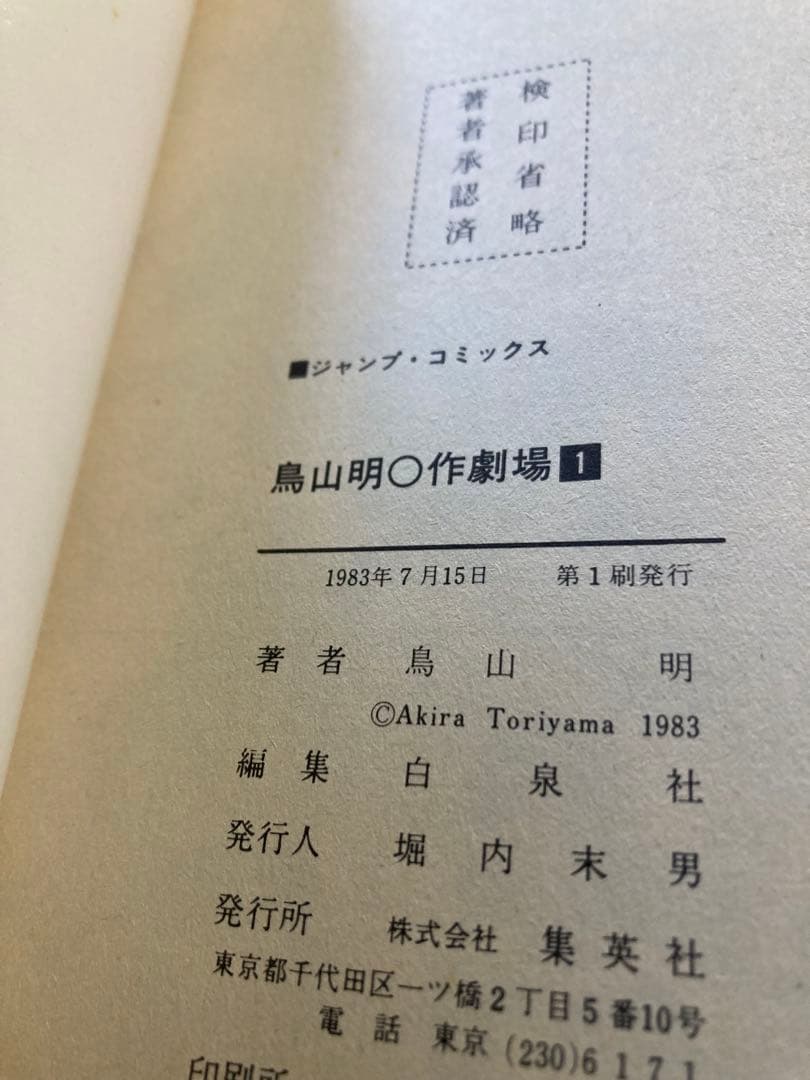 検印省略
著者承認済
■ジャンプ・コミックス
鳥山明〇作劇場1
1983年7月15日 第1刷発行
著者 鳥山明
©Akira Toriyama 1983
編集 白泉社
発行人 堀内末男
発行所 株式会社 集英社
東京都千代田区一ツ橋2丁目5番10号
電話 東京(230)6171
印刷所